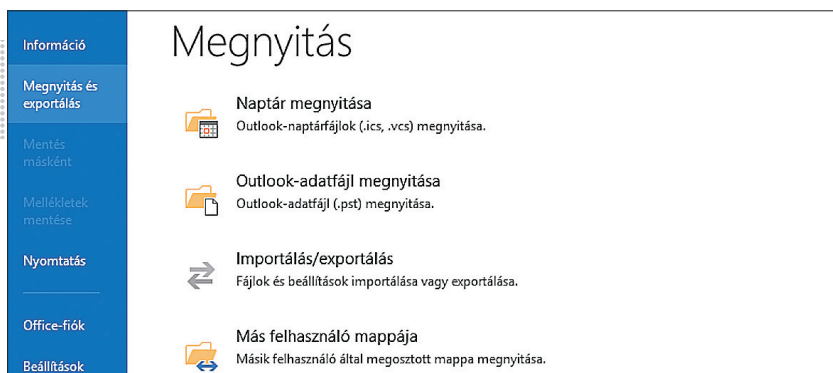 Információ
Megnyitás és
exportálás
Mentés
másként
Mellékletek
mentése
Nyomtatás
Office-fiók
Beállítások
Megnyitás
Naptár megnyitása
Outlook-naptárfájlok (.ics, .vcs) megnyitása.
Outlook-adatfájl megnyitása
Outlook-adatfájl (.pst) megnyitása.
Importálás/exportálás
Fájlok és beállítások importálása vagy exportálása.
Más felhasználó mappája
Másik felhasználó által megosztott mappa megnyitása.